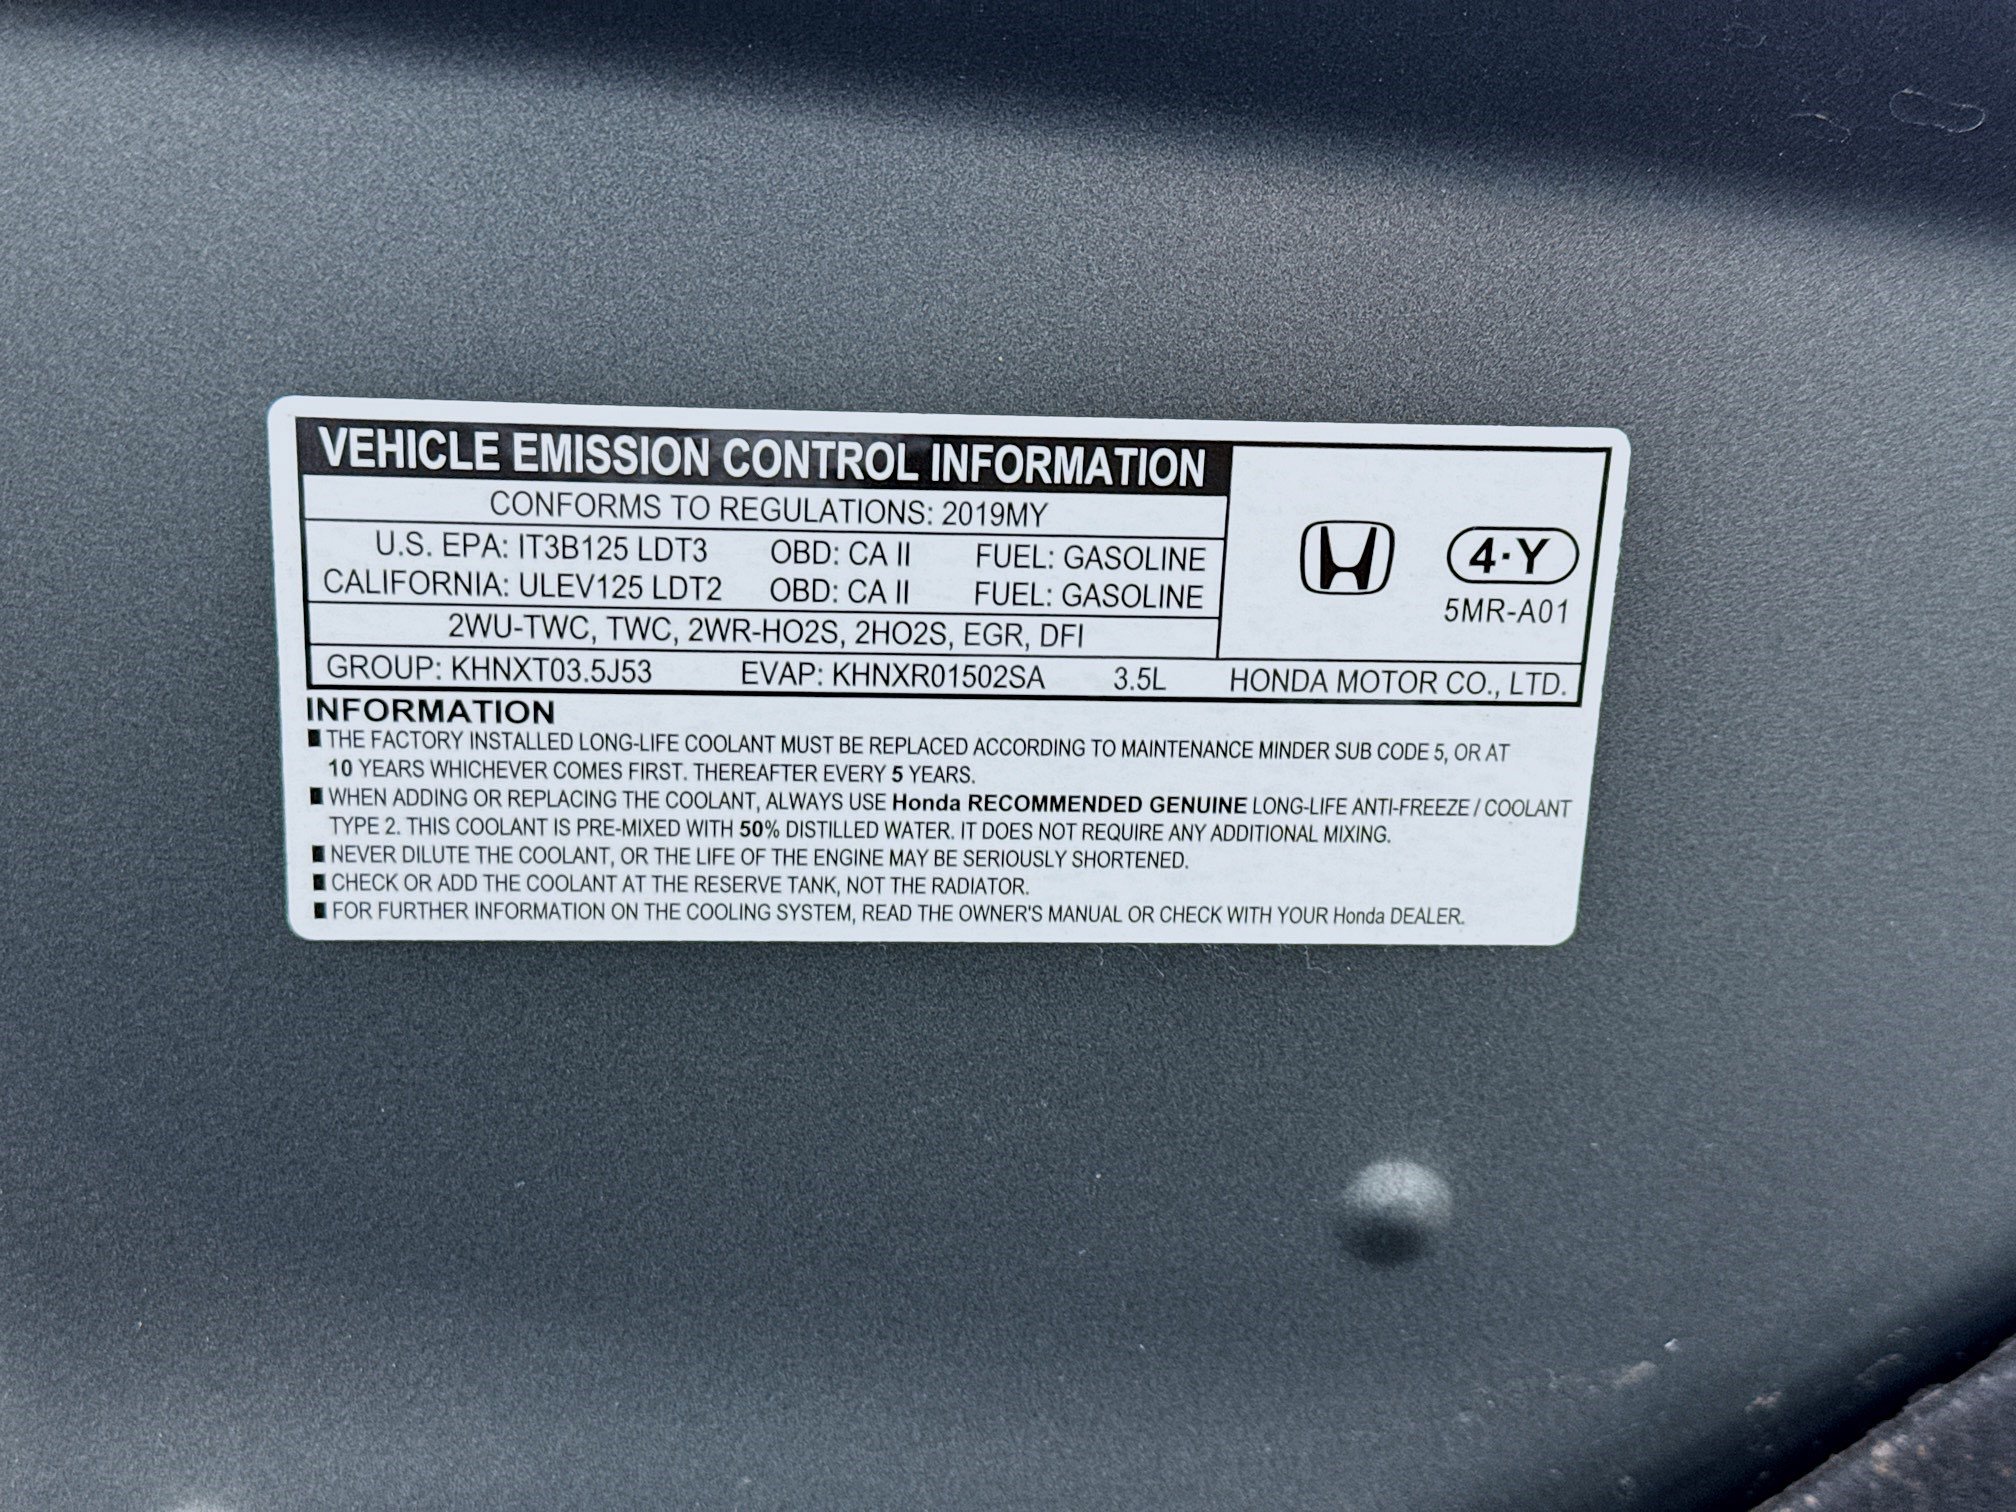 VEHICLE EMISSION CONTROL INFORMATION
CONFORMS TO REGULATIONS: 2019MY
U.S. EPA: IT3B125 LDT3 OBD: CA II FUEL: GASOLINE
CALIFORNIA: ULEV125 LDT2 OBD: CA II FUEL: GASOLINE
4·Y
5MR-A01
2WU-TWC, TWC, 2WR-HO2S, 2HO2S, EGR, DFI
GROUP: KHNXT03.5J53 EVAP: KHNXR01502SA 3.5L HONDA MOTOR CO., LTD.
INFORMATION
■ THE FACTORY INSTALLED LONG-LIFE COOLANT MUST BE REPLACED ACCORDING TO MAINTENANCE MINDER SUB CODE 5, OR AT
10 YEARS WHICHEVER COMES FIRST. THEREAFTER EVERY 5 YEARS.
■ WHEN ADDING OR REPLACING THE COOLANT, ALWAYS USE Honda RECOMMENDED GENUINE LONG-LIFE ANTI-FREEZE / COOLANT
TYPE 2. THIS COOLANT IS PRE-MIXED WITH 50% DISTILLED WATER. IT DOES NOT REQUIRE ANY ADDITIONAL MIXING.
■ NEVER DILUTE THE COOLANT, OR THE LIFE OF THE ENGINE MAY BE SERIOUSLY SHORTENED.
■ CHECK OR ADD THE COOLANT AT THE RESERVE TANK, NOT THE RADIATOR.
■ FOR FURTHER INFORMATION ON THE COOLING SYSTEM, READ THE OWNER'S MANUAL OR CHECK WITH YOUR Honda DEALER.